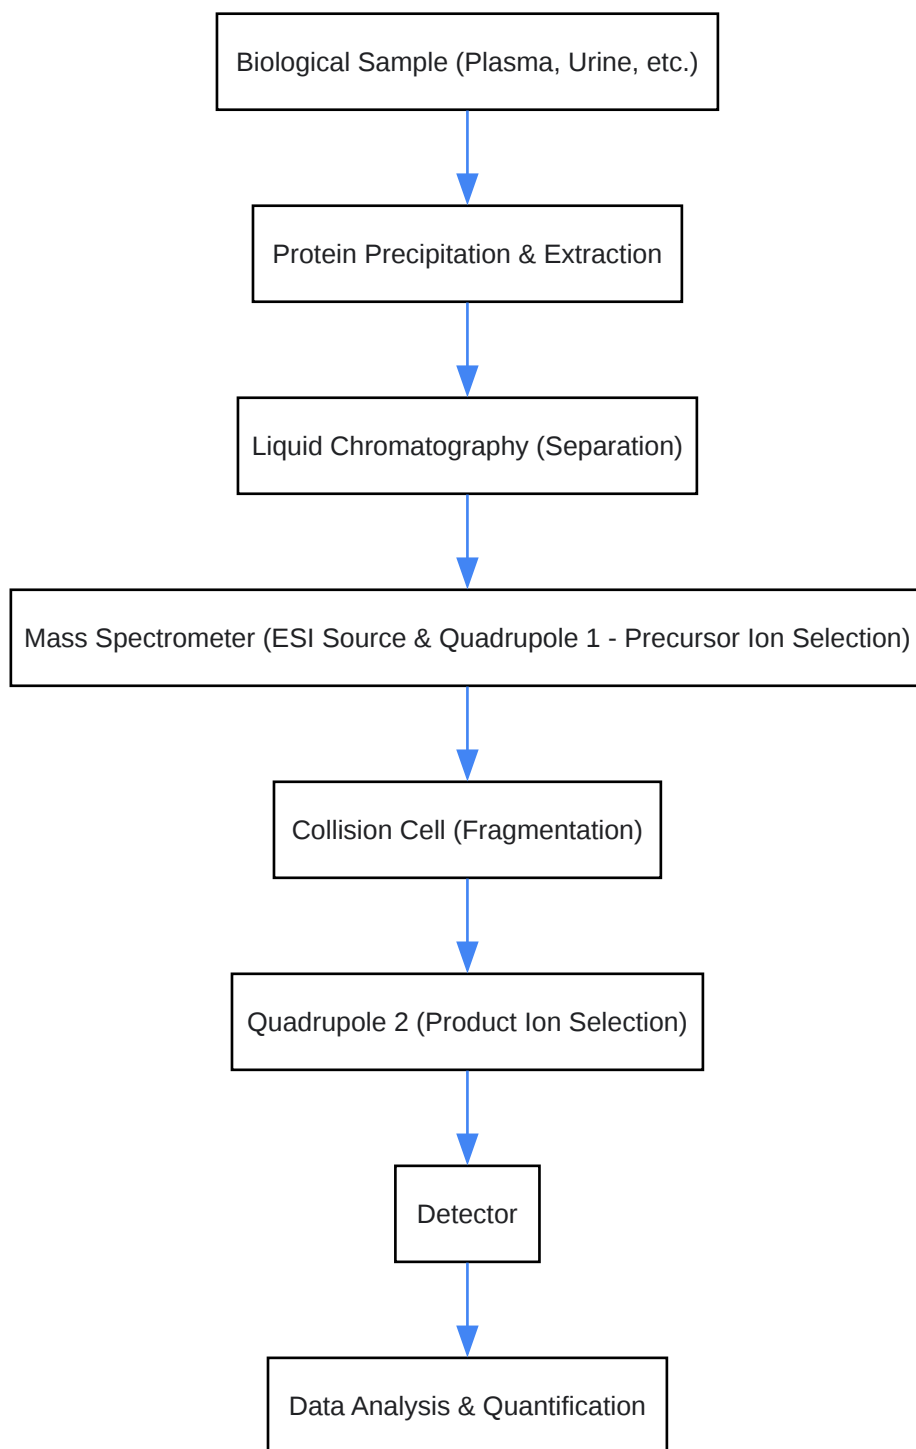 Biological Sample (Plasma, Urine, etc.)
Protein Precipitation & Extraction
Liquid Chromatography (Separation)
Mass Spectrometer (ESI Source & Quadrupole 1 - Precursor Ion Selection)
Collision Cell (Fragmentation)
Quadrupole 2 (Product Ion Selection)
Detector
Data Analysis & Quantification